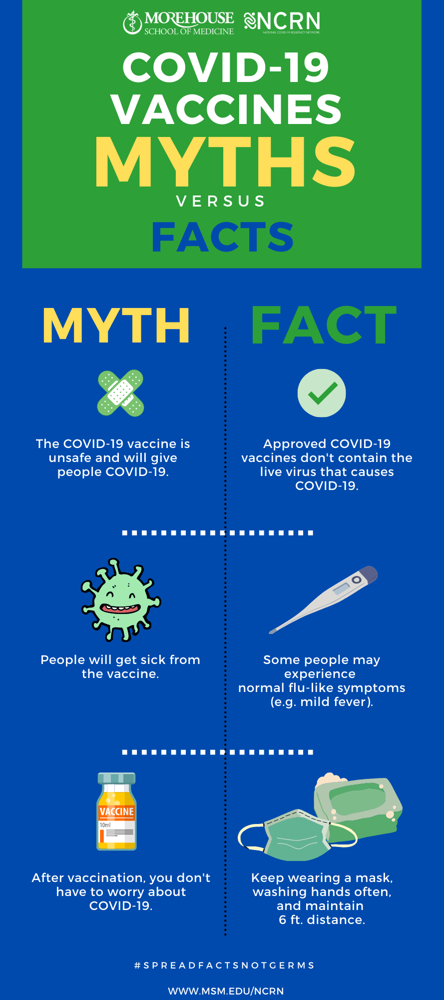 MOREHOUSE
SCHOOL OF MEDICINE
NCRN
NATIONAL COVID-19 RESILIENCY NETWORK
COVID-19
VACCINES
MYTHS
VERSUS
FACTS
MYTH
The COVID-19 vaccine is
unsafe and will give
people COVID-19.
FACT
Approved COVID-19
vaccines don't contain the
live virus that causes
COVID-19.
People will get sick from
the vaccine.
Some people may
experience
normal flu-like symptoms
(e.g. mild fever).
VACCINE
10ml
After vaccination, you don't
have to worry about
COVID-19.
Keep wearing a mask,
washing hands often,
and maintain
6 ft. distance.
#SPREADFACTSNOTGERMS
WWW.MSM.EDU/NCRN